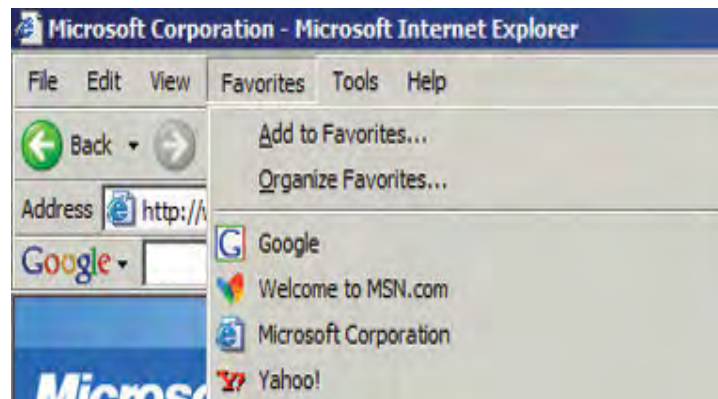 Microsoft Corporation - Microsoft Internet Explorer
File Edit View Favorites Tools Help
Back
Add to Favorites...
Organize Favorites...
Address http://
Google
Google
Welcome to MSN.com
Microsoft Corporation
Yahoo!